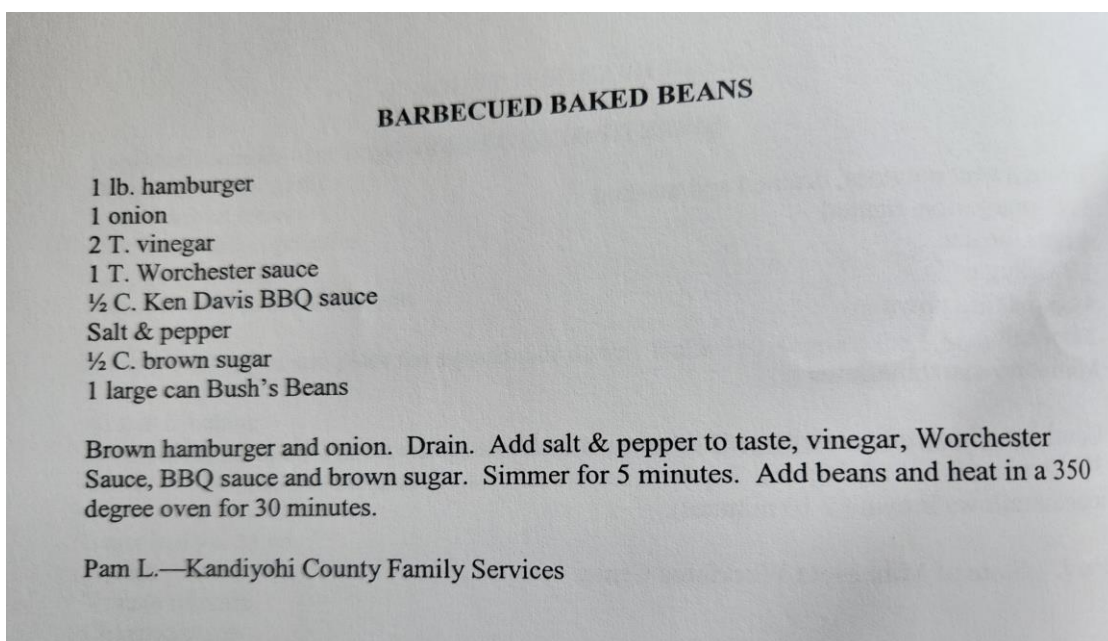 BARBECUED BAKED BEANS
1 lb. hamburger
1 onion
2 T. vinegar
1 T. Worchester sauce
½ C. Ken Davis BBQ sauce
Salt & pepper
½ C. brown sugar
1 large can Bush's Beans
Brown hamburger and onion. Drain. Add salt & pepper to taste, vinegar, Worchester
Sauce, BBQ sauce and brown sugar. Simmer for 5 minutes. Add beans and heat in a 350
degree oven for 30 minutes.
Pam L.—Kandiyohi County Family Services